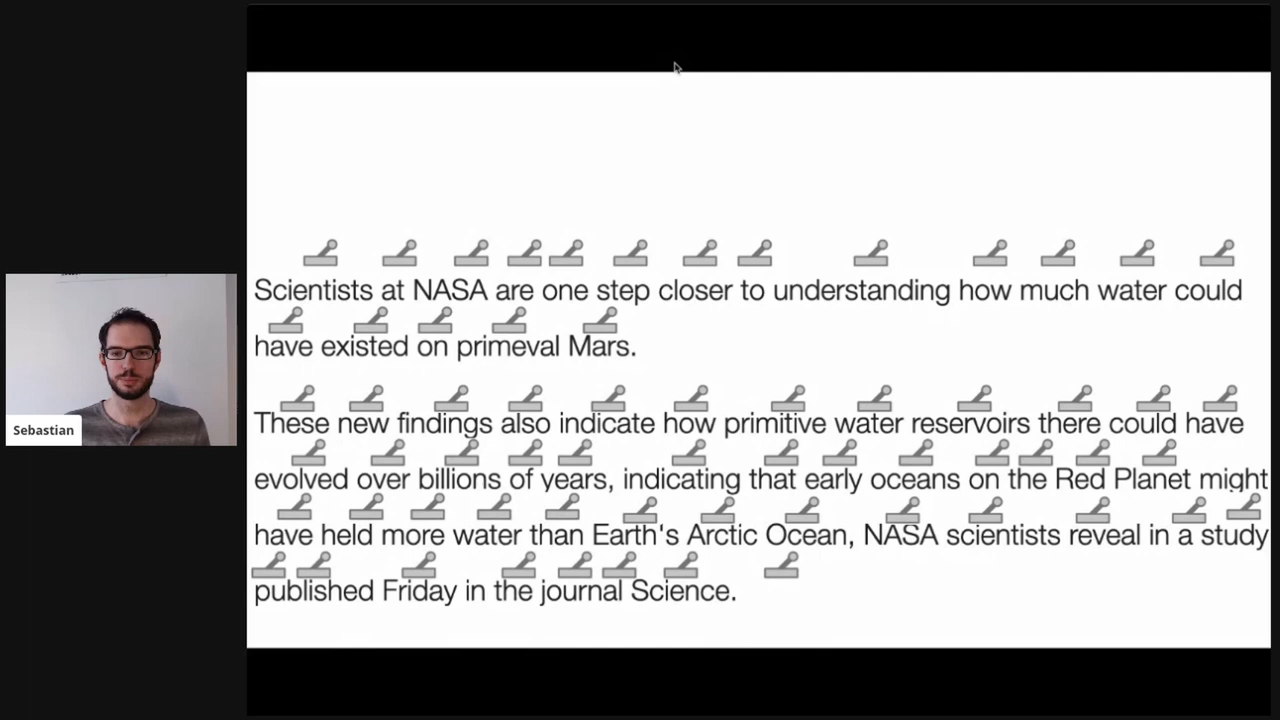 Scientists at NASA are one step closer to understanding how much water could
have existed on primeval Mars.
These new findings also indicate how primitive water reservoirs there could have
evolved over billions of years, indicating that early oceans on the Red Planet might
have held more water than Earth's Arctic Ocean, NASA scientists reveal in a study
published Friday in the journal Science.
Sebastian